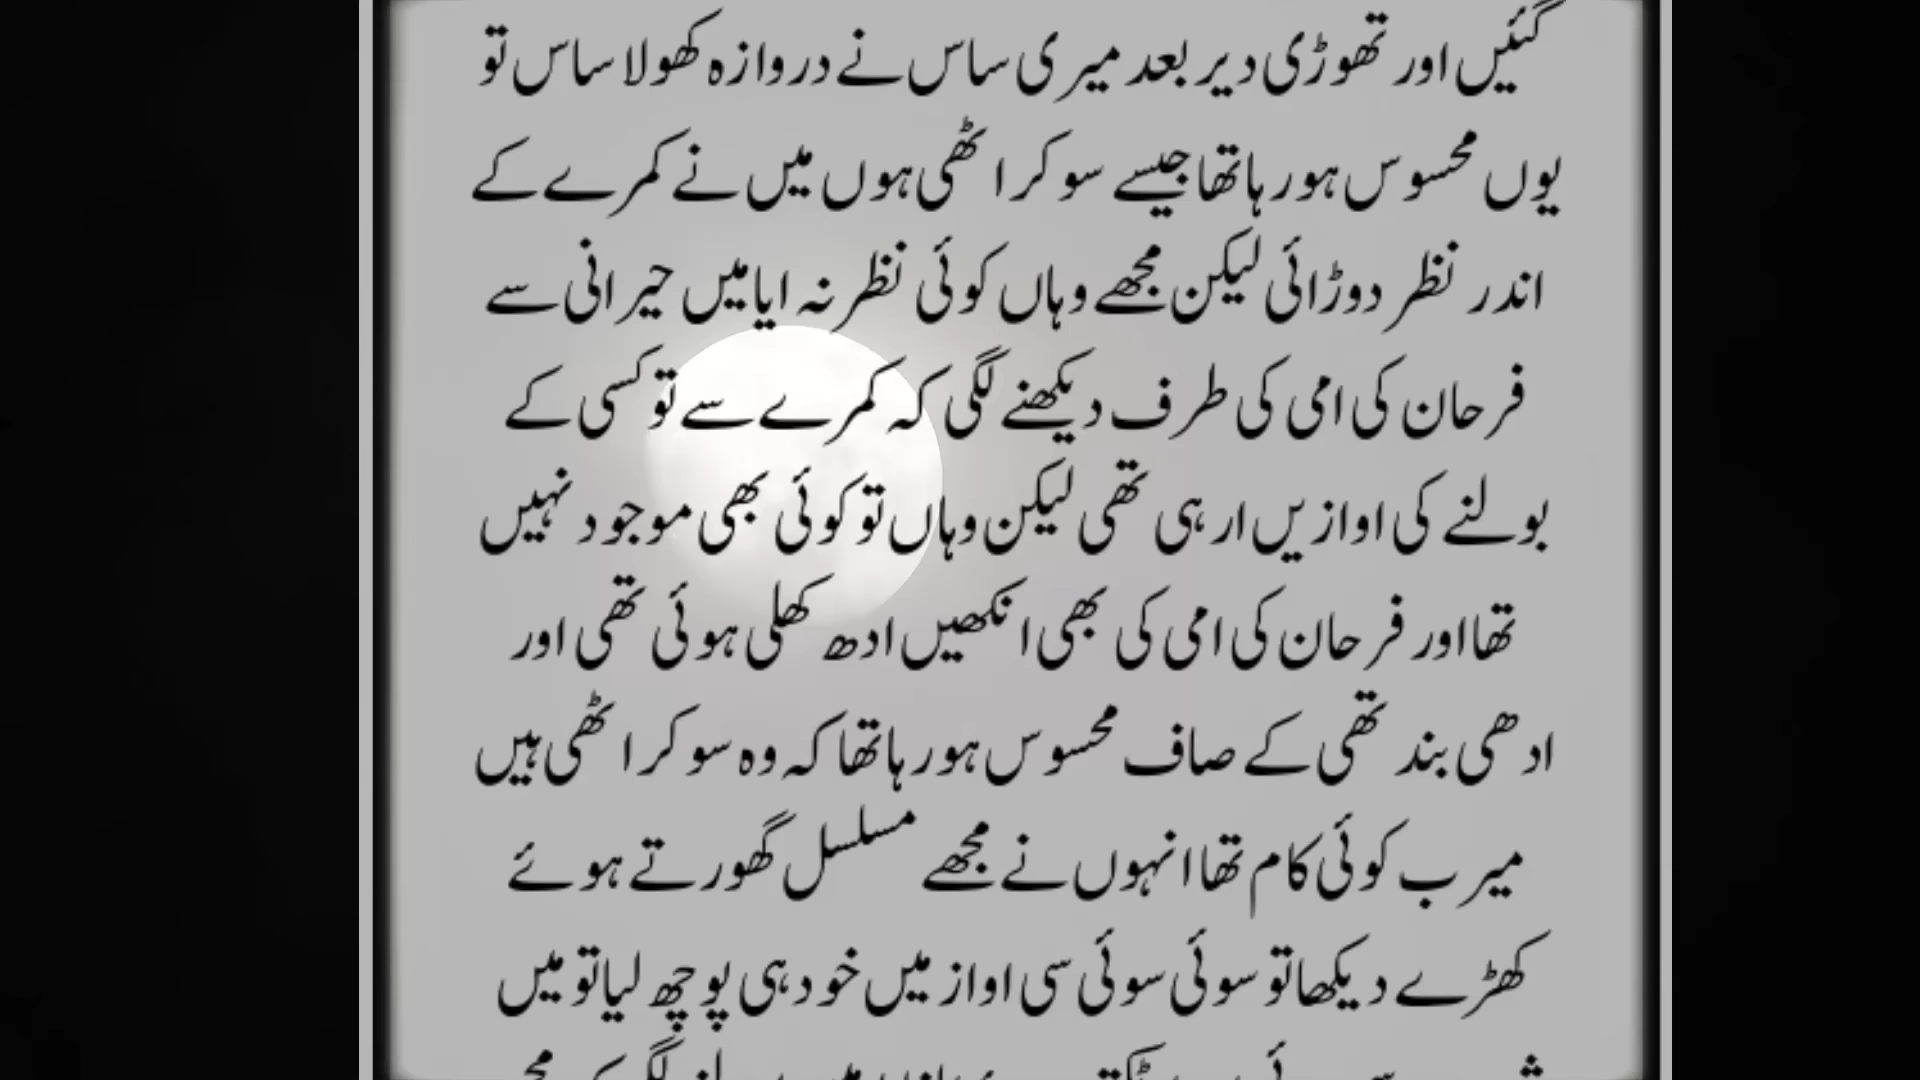 گئیں اور تھوڑی دیر بعد میری ساس نے دروازہ کھولا ساس تو
یوں محسوس ہو رہا تھا جیسے سو کر اٹھی ہوں میں نے کمرے کے
اندر نظر دوڑائی لیکن مجھے وہاں کوئی نظر نہ ایا میں حیرانی سے
فرحان کی امی کی طرف دیکھنے لگی کہ کمرے سے تو کسی کے
بولنے کی اوازیں ار ہی تھی لیکن وہاں تو کوئی بھی موجود نہیں
تھا اور فرحان کی امی کی بھی انکھیں ادھ کھلی ہوئی تھی اور
ادھی بند تھی کے صاف محسوس ہو رہا تھا کہ وہ سو کر اٹھی ہیں
میرب کوئی کام تھا انہوں نے مجھے مسلسل گھورتے ہوئے
کھڑے دیکھا تو سوئی سوئی سی اواز میں خود ہی پوچھ لیا تو میں